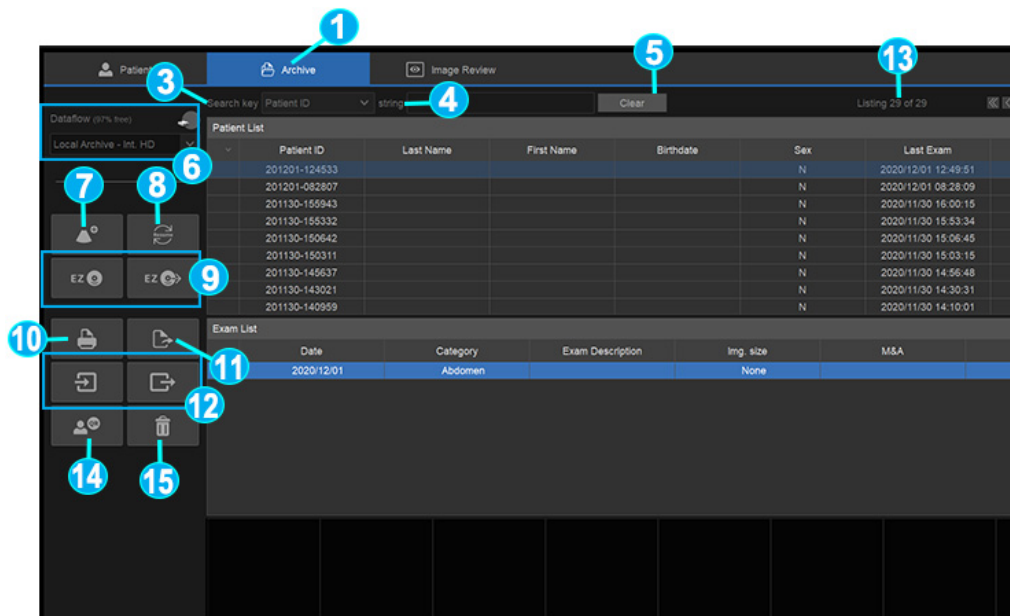 1
Patient
Archive
Image Review
5
13
3
Search key
Patient ID
string
4
Clear
Listing 29 of 29
Dataflow (97% free)
Local Archive - Int. HD
6
Patient List
Patient ID Last Name First Name Birthdate Sex Last Exam
201201-124533 N 2020/12/01 12:49:51
201201-082807 N 2020/12/01 08:28:09
201130-155943 N 2020/11/30 16:00:15
201130-155332 N 2020/11/30 15:53:34
201130-150642 N 2020/11/30 15:06:45
201130-150311 N 2020/11/30 15:03:15
201130-145637 N 2020/11/30 14:56:48
201130-143021 N 2020/11/30 14:30:31
201130-140959 N 2020/11/30 14:10:01
7
8
EZ
EZ
9
10
11
12
14
15
Exam List
Date Category Exam Description Img. size M&A
2020/12/01 Abdomen None